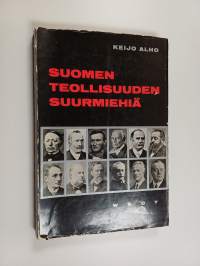 KEIJO ALHO
SUOMEN
TEOLLISUUDEN
SUURMIEHIÄ
WSOY